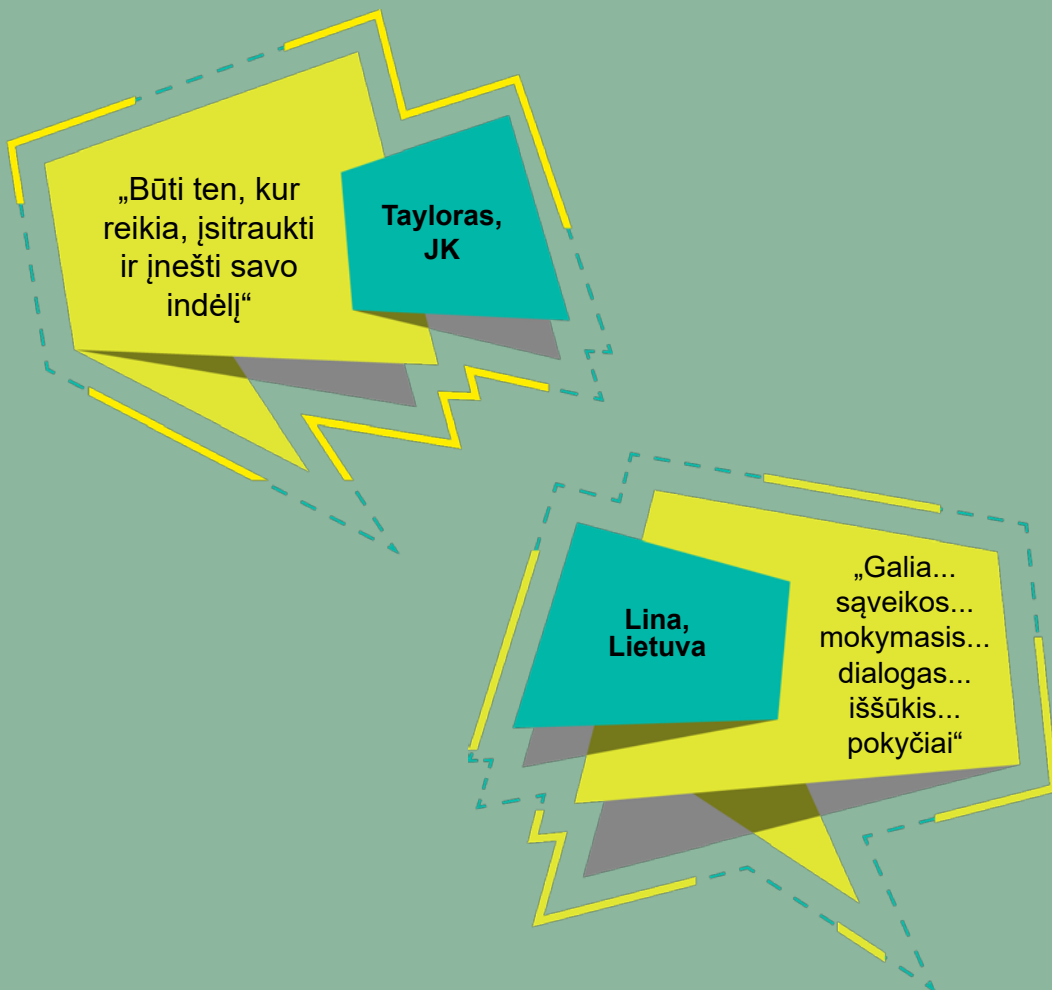 „Būti ten, kur
reikia, įsitraukti
ir įnešti savo
indėlį“
Tayloras,
JK
Lina,
Lietuva
„Galia...
sąveikos...
mokymasis...
dialogas...
iššūkis...
pokyčiai“